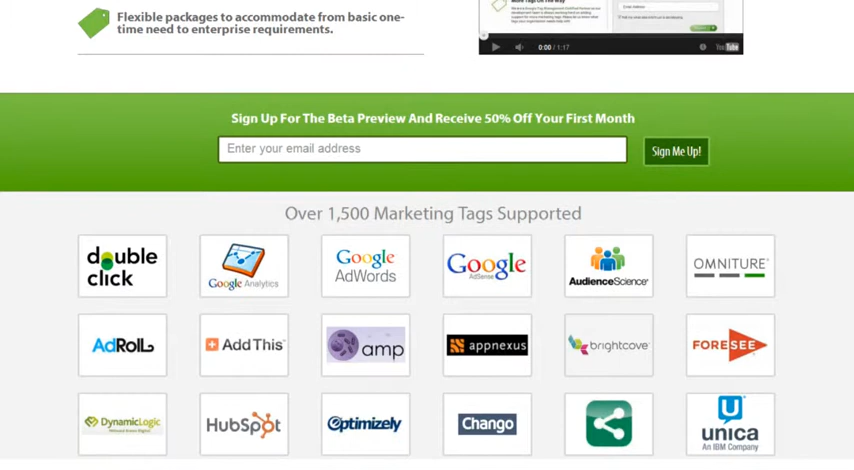 Flexible packages to accommodate from basic one-
time need to enterprise requirements.
0:00 / 1:17
YouTube
Sign Up For The Beta Preview And Receive 50% Off Your First Month
Enter your email address
Sign Me Up!
Over 1,500 Marketing Tags Supported
double
click
Google Analytics
Google
AdWords
Google
AdSense
AudienceScience
OMNITURE
AdRoll
Add This
amp
appnexus
brightcove
FORESEE
DynamicLogic
HubSpot
Optimizely
Chango
unica
An IBM Company